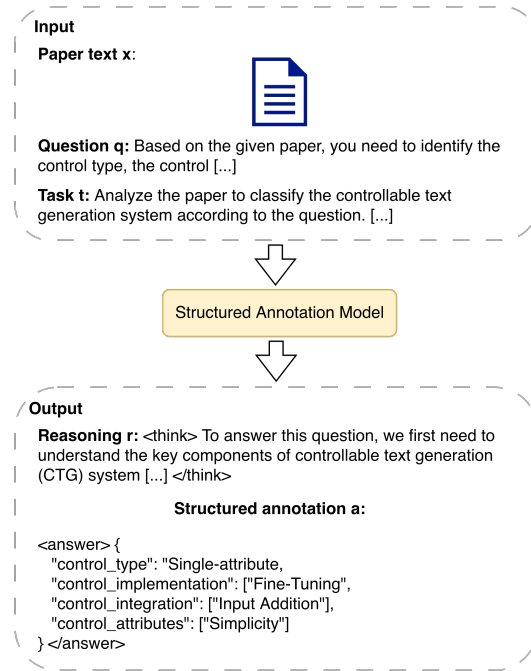 Input
Paper text x:
Question q: Based on the given paper, you need to identify the
control type, the control [...]
Task t: Analyze the paper to classify the controllable text
generation system according to the question. [...]
Structured Annotation Model
Output
Reasoning r: <think> To answer this question, we first need to
understand the key components of controllable text generation
(CTG) system [...] </think>
Structured annotation a:
<answer> {
"control_type": "Single-attribute,
"control_implementation": ["Fine-Tuning",
"control_integration": ["Input Addition"],
"control_attributes": ["Simplicity"]
} </answer>